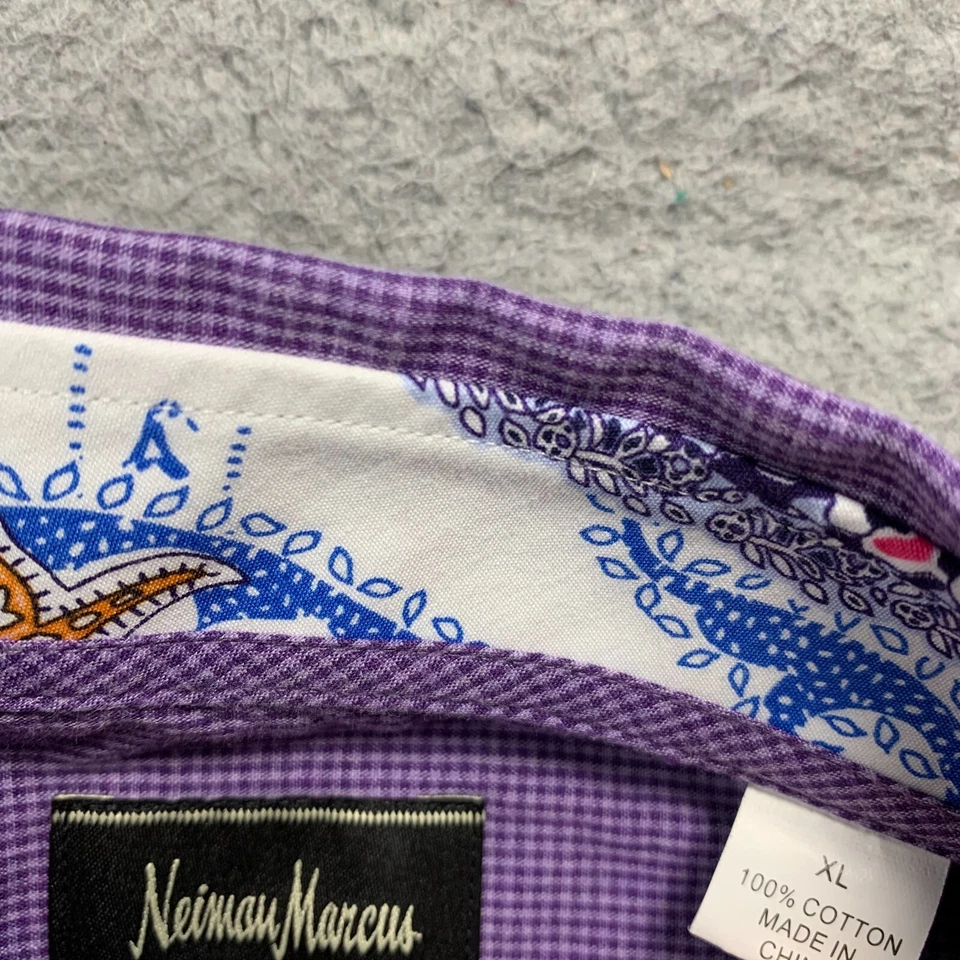 Neiman Marcus
XL
100% COTTON
MADE IN